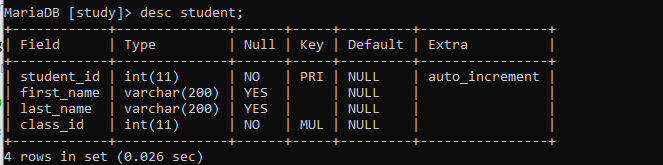 MariaDB [study]> desc student;
+------------+--------------+------+-----+---------+----------------+
| Field      | Type         | Null | Key | Default | Extra          |
+------------+--------------+------+-----+---------+----------------+
| student_id | int(11)      | NO   | PRI | NULL    | auto_increment |
| first_name | varchar(200) | YES  |     | NULL    |                |
| last_name  | varchar(200) | YES  |     | NULL    |                |
| class_id   | int(11)      | NO   | MUL | NULL    |                |
+------------+--------------+------+-----+---------+----------------+
4 rows in set (0.026 sec)